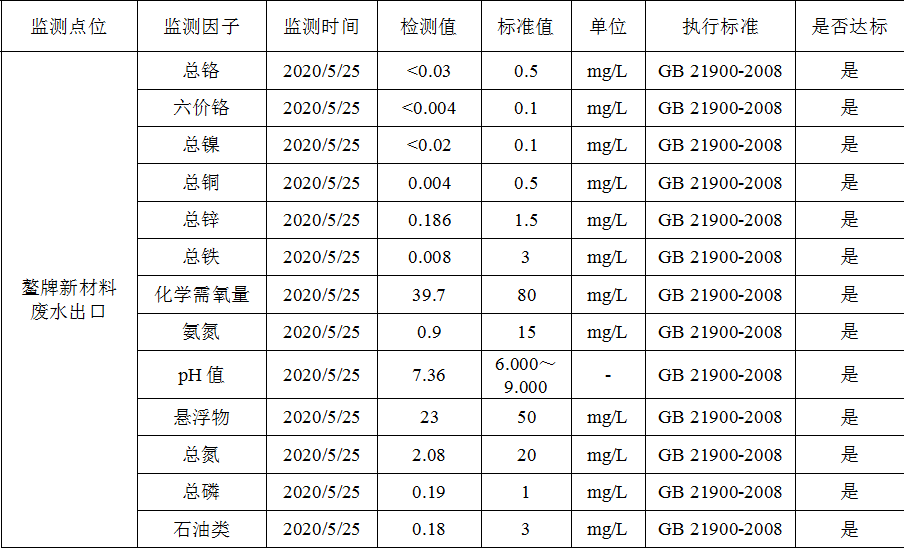 监测点位 监测因子 监测时间 检测值 标准值 单位 执行标准 是否达标
总铬 2020/5/25 <0.03 0.5 mg/L GB 21900-2008 是
六价铬 2020/5/25 <0.004 0.1 mg/L GB 21900-2008 是
总镍 2020/5/25 <0.02 0.1 mg/L GB 21900-2008 是
总铜 2020/5/25 0.004 0.5 mg/L GB 21900-2008 是
总锌 2020/5/25 0.186 1.5 mg/L GB 21900-2008 是
总铁 2020/5/25 0.008 3 mg/L GB 21900-2008 是
鳌牌新材料
废水出口
化学需氧量 2020/5/25 39.7 80 mg/L GB 21900-2008 是
氨氮 2020/5/25 0.9 15 mg/L GB 21900-2008 是
pH 值 2020/5/25 7.36 6.000～
9.000 - GB 21900-2008 是
悬浮物 2020/5/25 23 50 mg/L GB 21900-2008 是
总氮 2020/5/25 2.08 20 mg/L GB 21900-2008 是
总磷 2020/5/25 0.19 1 mg/L GB 21900-2008 是
石油类 2020/5/25 0.18 3 mg/L GB 21900-2008 是